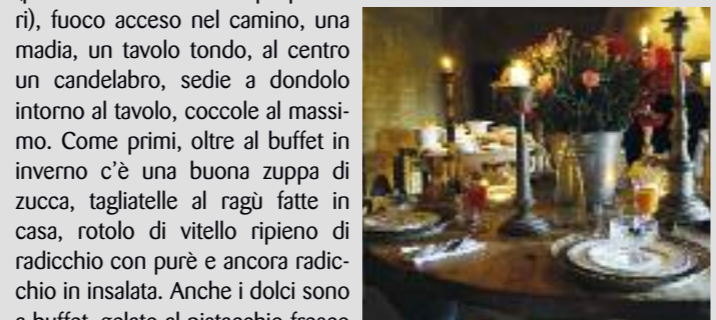 ri), fuoco acceso nel camino, una
madia, un tavolo tondo, al centro
un candelabro, sedie a dondolo
intorno al tavolo, coccole al massi-
mo. Come primi, oltre al buffet in
inverno c'è una buona zuppa di
zucca, tagliatelle al ragù fatte in
casa, rotolo di vitello ripieno di
radicchio con purè e ancora radic-
chio in insalata. Anche i dolci sono
a buffet, gelato al pistacchio fresco